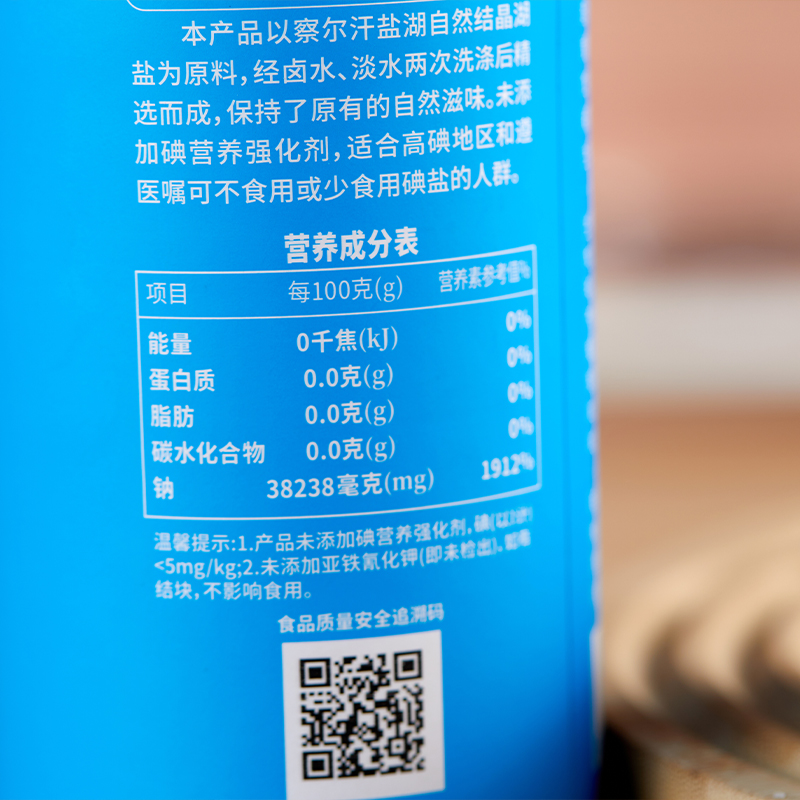 本产品以察尔汗盐湖自然结晶湖
盐为原料，经卤水、淡水两次洗涤后精
选而成，保持了原有的自然滋味。未添
加碘营养强化剂，适合高碘地区和遵
医嘱可不食用或少食用碘盐的人群。
营养成分表
项目 每100克(g) 营养素参考值%
能量 0千焦(kJ) 0%
蛋白质 0.0克(g) 0%
脂肪 0.0克(g) 0%
碳水化合物 0.0克(g) 0%
钠 38238毫克(mg) 1912%
温馨提示:1.产品未添加碘营养强化剂，碘(以I计)
<5mg/kg;2.未添加亚铁氰化钾(即未检出)、如有
结块，不影响食用。
食品质量安全追溯码